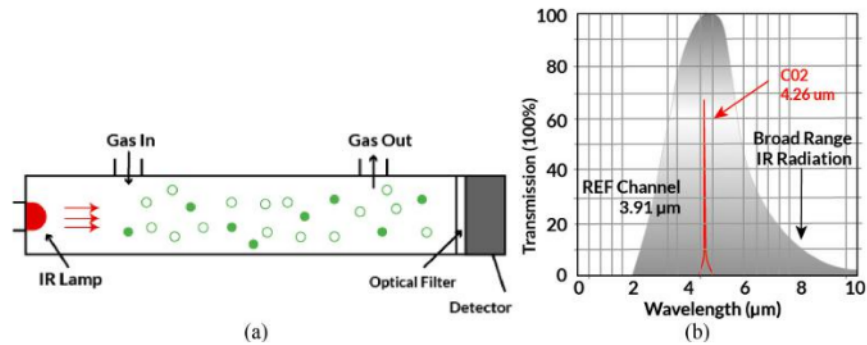 Gas In
Gas Out
IR Lamp
Optical Filter
Detector
(a)
100%
80
60
40
20
0
Transmission (100%)
C02
4.26 um
Broad Range
IR Radiation
REF Channel
3.91 µm
0 2 4 6 8 10
Wavelength (µm)
(b)